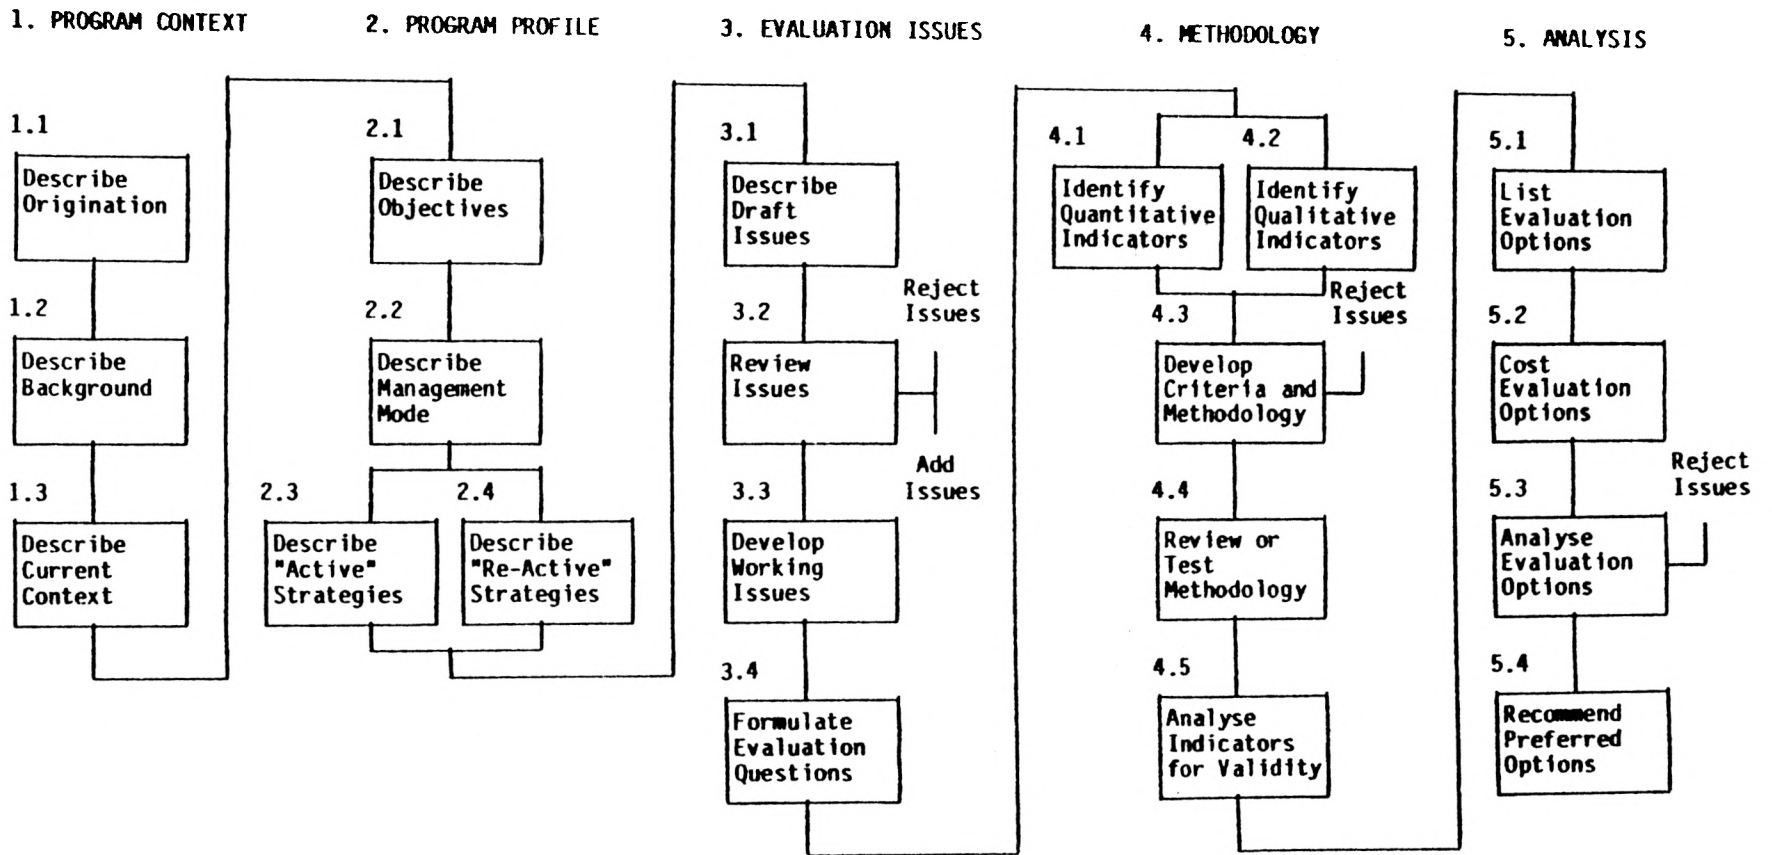 1. PROGRAM CONTEXT
1.1
Describe
Origination
1.2
Describe
Background
1.3
Describe
Current
Context
2. PROGRAM PROFILE
2.1
Describe
Objectives
2.2
Describe
Management
Mode
2.3
Describe
"Active"
Strategies
2.4
Describe
"Re-Active"
Strategies
3. EVALUATION ISSUES
3.1
Describe
Draft
Issues
3.2
Review
Issues
Reject
Issues
Add
Issues
3.3
Develop
Working
Issues
3.4
Formulate
Evaluation
Questions
4. METHODOLOGY
4.1
Identify
Quantitative
Indicators
4.2
Identify
Qualitative
Indicators
4.3
Develop
Criteria and
Methodology
Reject
Issues
4.4
Review or
Test
Methodology
4.5
Analyse
Indicators
for Validity
5. ANALYSIS
5.1
List
Evaluation
Options
5.2
Cost
Evaluation
Options
5.3
Analyse
Evaluation
Options
Reject
Issues
5.4
Recommend
Preferred
Options